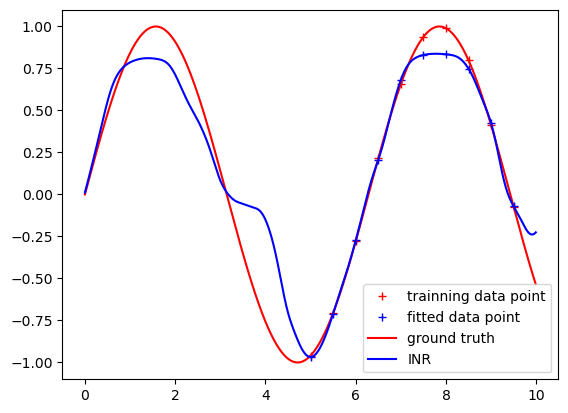 1.00
0.75
0.50
0.25
0.00
−0.25
−0.50
−0.75
−1.00
trainning data point
fitted data point
ground truth
INR
0 2 4 6 8 10